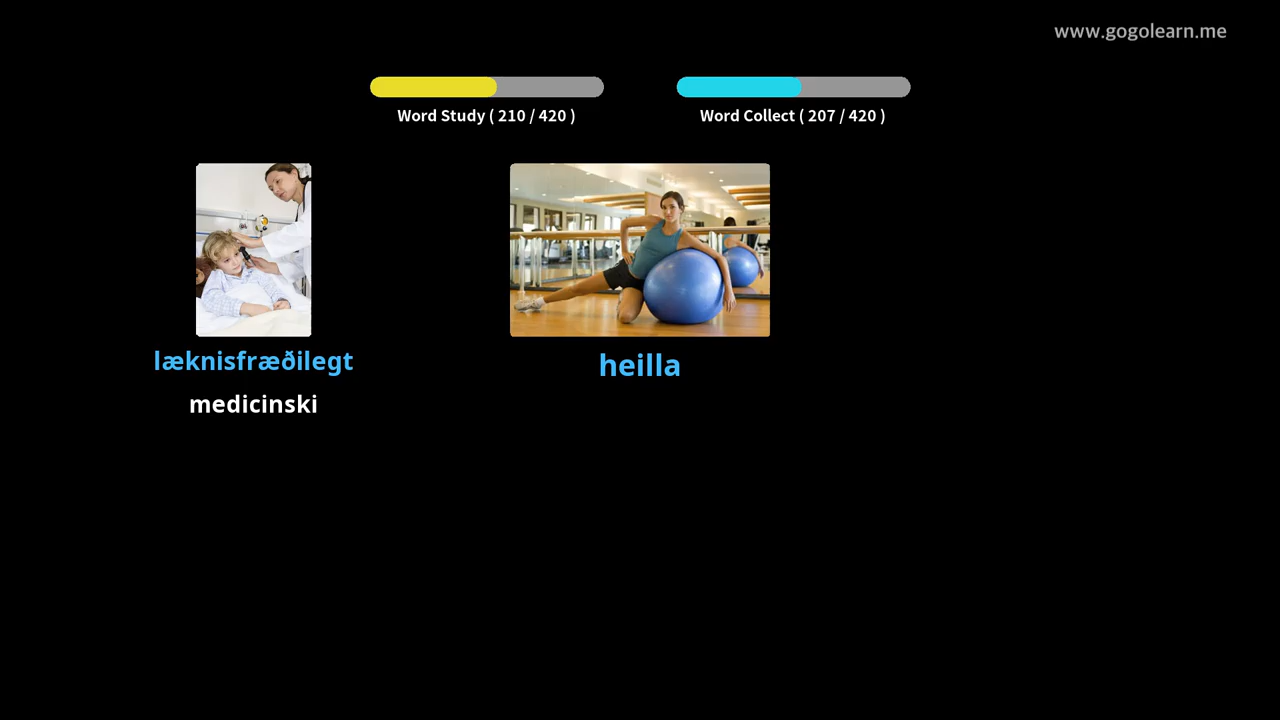 www.gogolearn.me
Word Study ( 210 / 420 )
Word Collect ( 207 / 420 )
læknisfræðilegt
medicinski
heilla